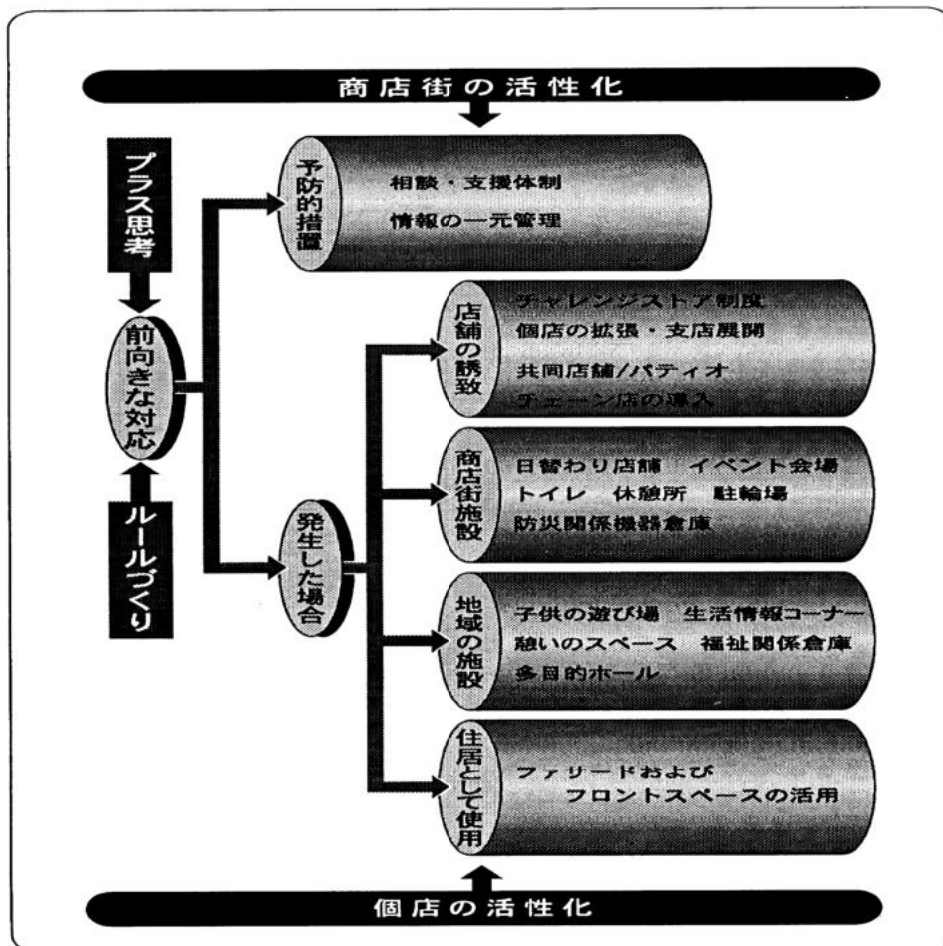 商店街の活性化
プラス思考
前向きな対応
ルールづくり
予防的措置
相談・支援体制
情報の一元管理
発生した場合
店舗の誘致
チャレンジストア制度
個店の拡張・支店展開
共同店舗/パティオ
チェーン店の導入
商店街施設
日替わり店舗 イベント会場
トイレ 休憩所 駐輪場
防災関係機器倉庫
地域の施設
子供の遊び場 生活情報コーナー
憩いのスペース 福祉関係倉庫
多目的ホール
住居として使用
ファリードおよび
フロントスペースの活用
個店の活性化